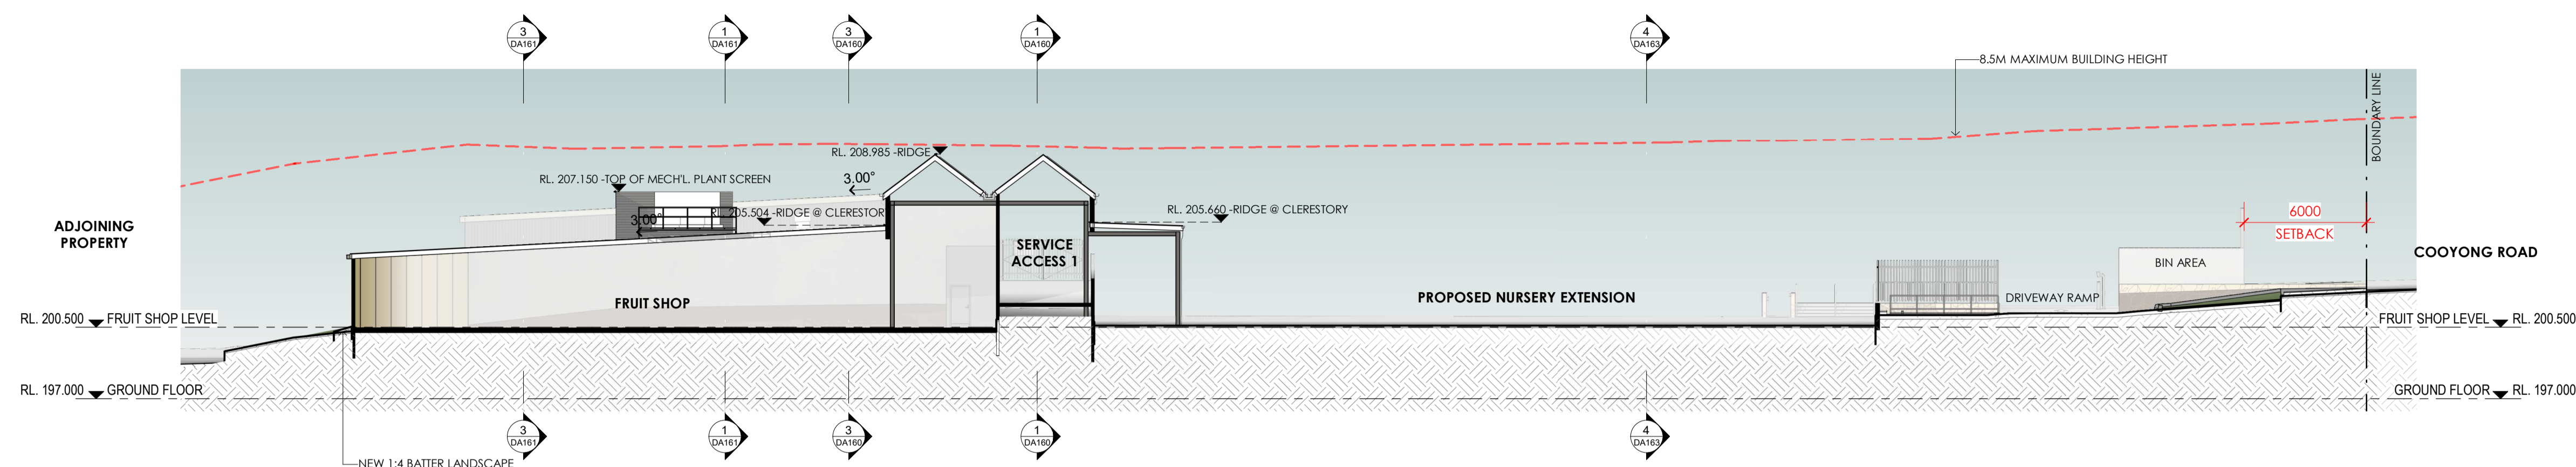 3
DA161
1
DA161
3
DA160
1
DA160
4
DA163
8.5M MAXIMUM BUILDING HEIGHT
BOUNDARY LINE
RL. 208.985 -RIDGE
3.00°
RL. 207.150 -TOP OF MECH'L. PLANT SCREEN
3.00°
RL. 205.504 -RIDGE @ CLERESTOR
RL. 205.660 -RIDGE @ CLERESTORY
6000
SETBACK
ADJOINING
PROPERTY
SERVICE
ACCESS 1
COOYONG ROAD
BIN AREA
FRUIT SHOP
PROPOSED NURSERY EXTENSION
DRIVEWAY RAMP
RL. 200.500 FRUIT SHOP LEVEL
FRUIT SHOP LEVEL RL. 200.500
RL. 197.000 GROUND FLOOR
GROUND FLOOR RL. 197.000
3
DA161
1
DA161
3
DA160
1
DA160
4
DA163
NEW 1:4 BATTER LANDSCAPE